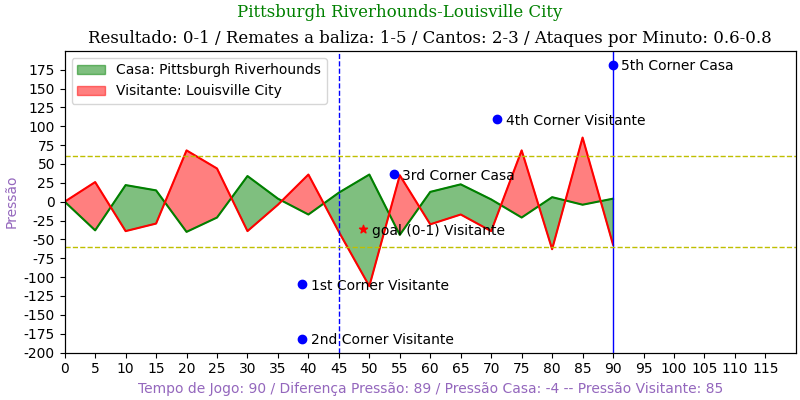 Pittsburgh Riverhounds-Louisville City
Resultado: 0-1 / Remates a baliza: 1-5 / Cantos: 2-3 / Ataques por Minuto: 0.6-0.8
Casa: Pittsburgh Riverhounds
Visitante: Louisville City
5th Corner Casa
4th Corner Visitante
3rd Corner Casa
goal (0-1) Visitante
1st Corner Visitante
2nd Corner Visitante
Pressão
175
150
125
100
75
50
25
0
-25
-50
-75
-100
-125
-150
-175
-200
0 5 10 15 20 25 30 35 40 45 50 55 60 65 70 75 80 85 90 95 100 105 110 115
Tempo de Jogo: 90 / Diferença Pressão: 89 / Pressão Casa: -4 -- Pressão Visitante: 85